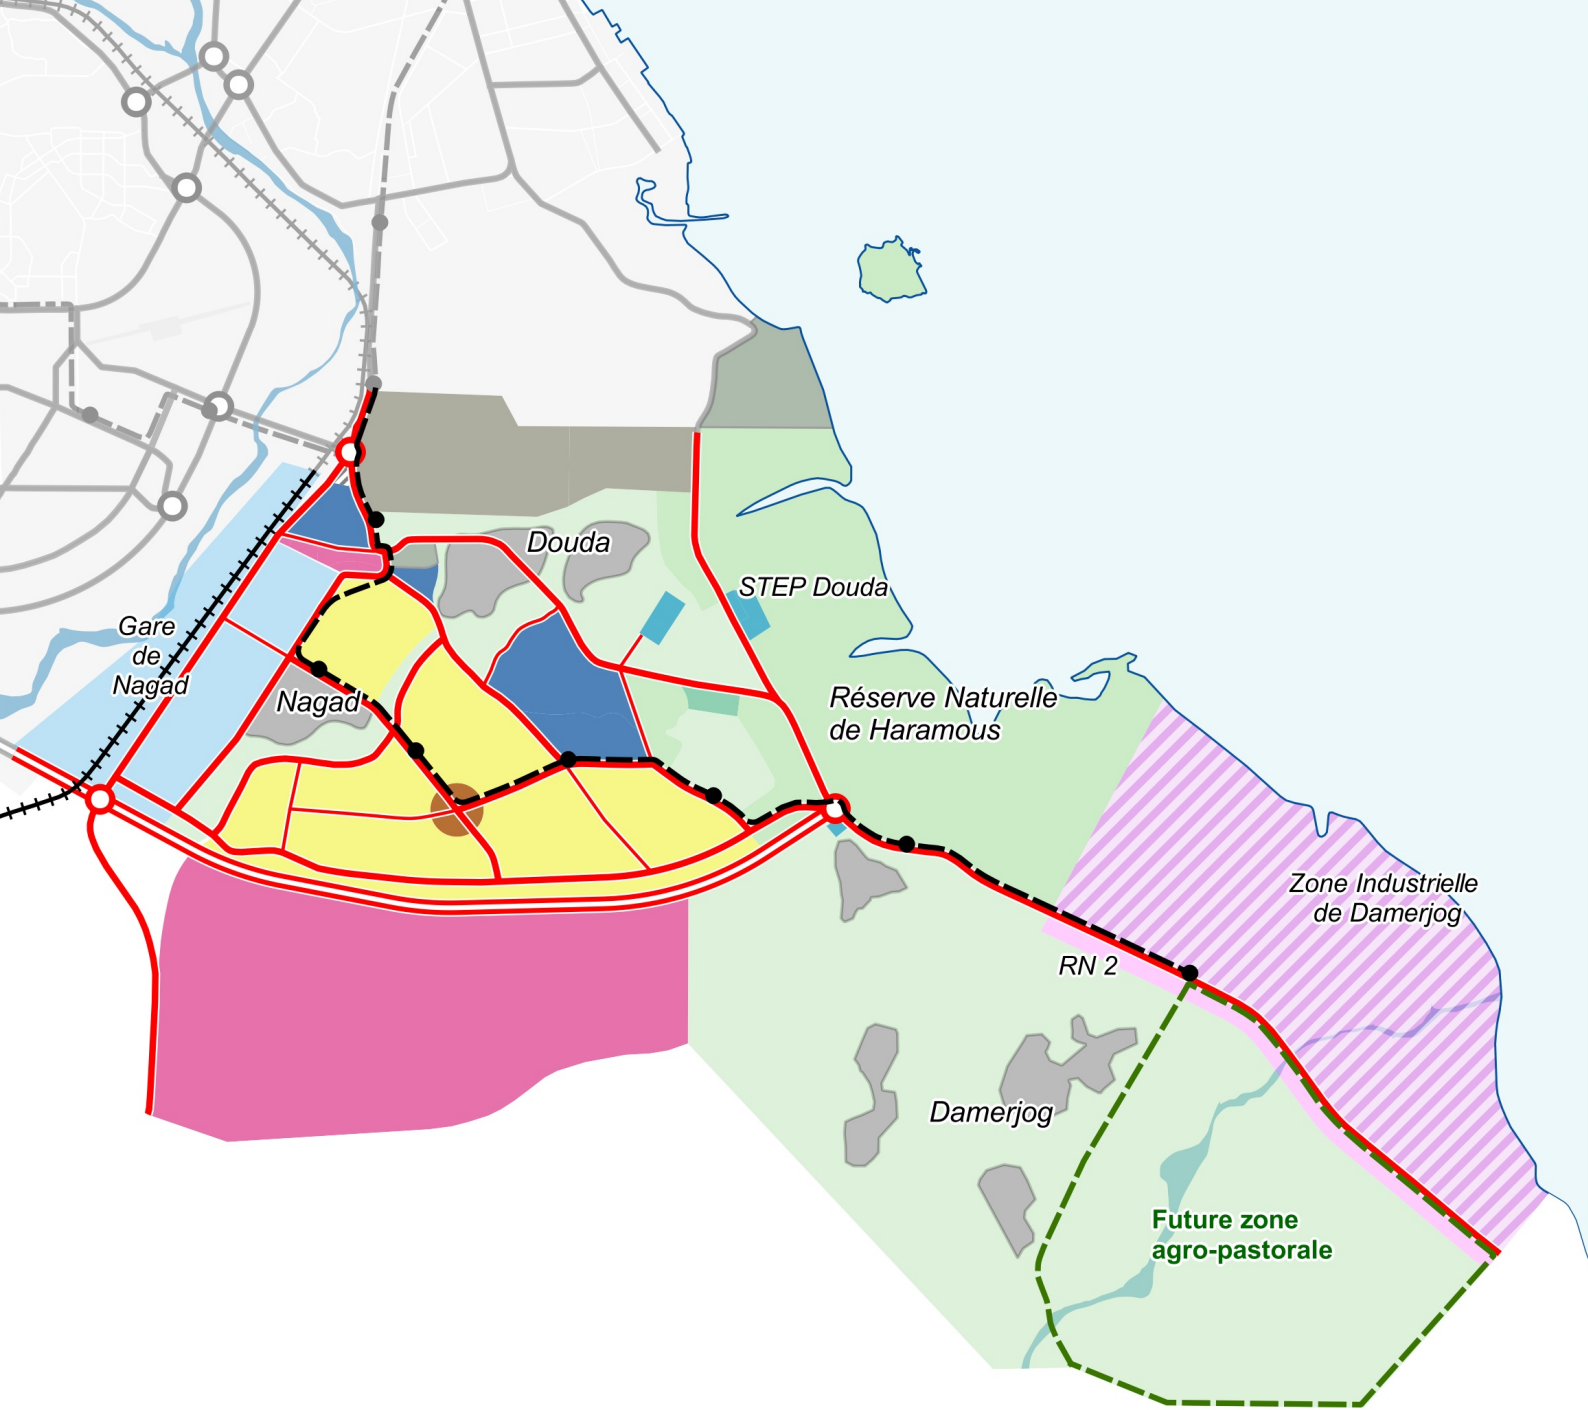 Douda
STEP Douda
Gare
de
Nagad
Nagad
Réserve Naturelle
de Haramous
Zone Industrielle
de Damerjog
RN 2
Damerjog
Future zone
agro-pastorale